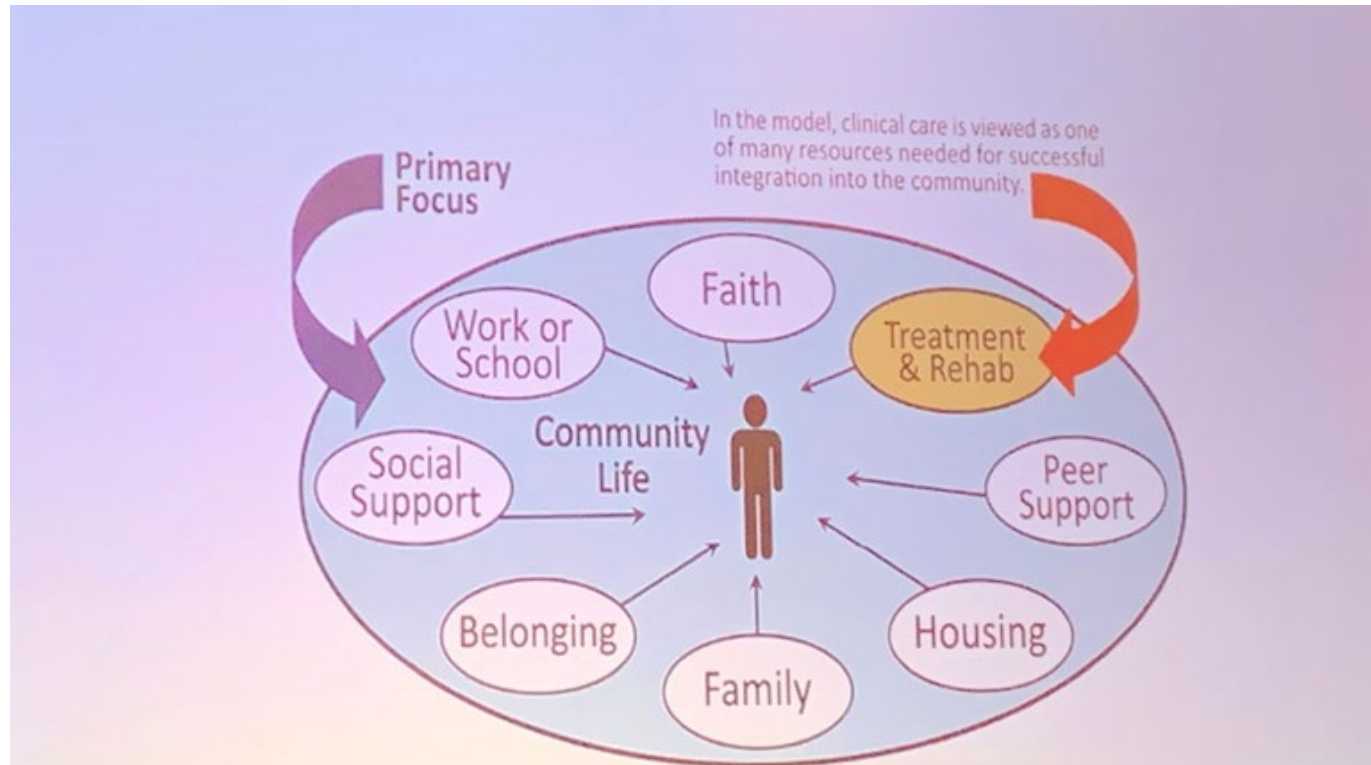 Primary
Focus
In the model, clinical care is viewed as one
of many resources needed for successful
integration into the community.
Faith
Work or
School
Treatment
& Rehab
Community
Life
Social
Support
Peer
Support
Belonging
Housing
Family